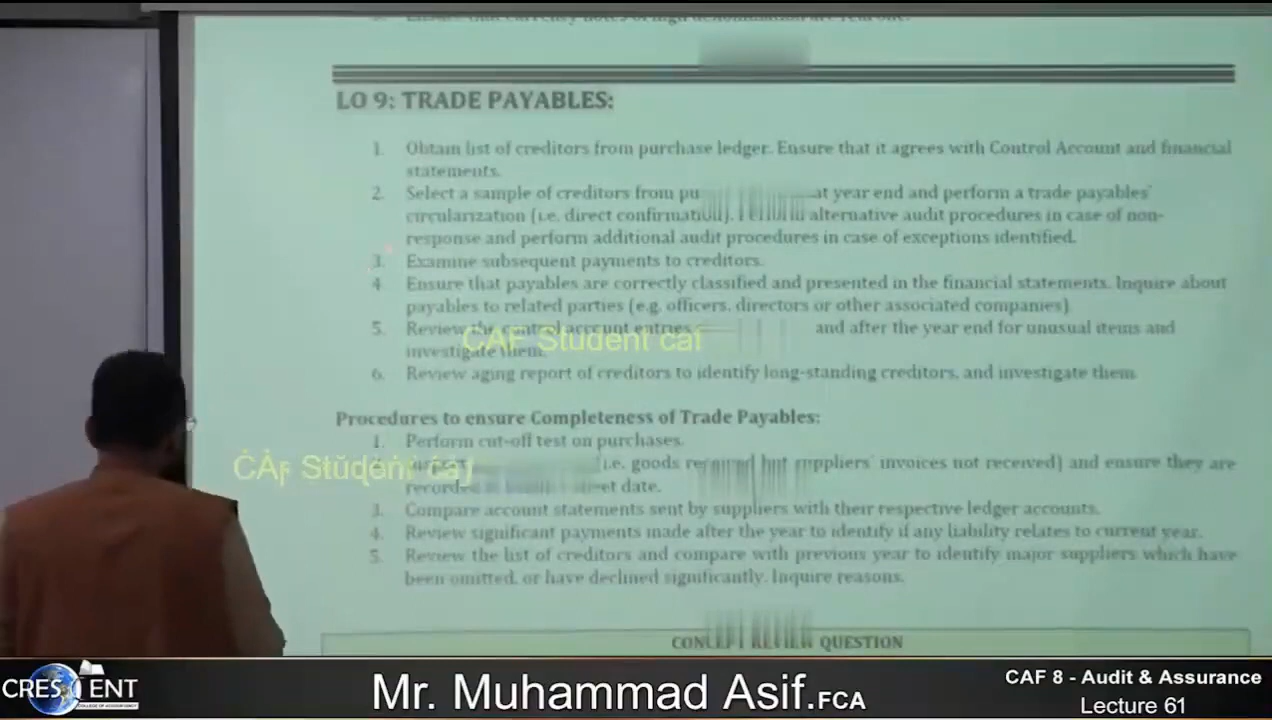 LO 9: TRADE PAYABLES:
1. Obtain list of creditors from purchase ledger. Ensure that it agrees with Control Account and financial
statements.
2. Select a sample of creditors from at year end and perform a trade payables'
circularization (i.e. direct confirmation). alternative audit procedures in case of non-
response and perform additional audit procedures in case of exceptions identified.
3. Examine subsequent payments to creditors.
4. Ensure that payables are correctly classified and presented in the financial statements. Inquire about
payables to related parties (e.g. officers, directors or other associated companies)
5. Review the control account entries and after the year end for unusual items and
investigate them.
CAF Student caf
6. Review aging report of creditors to identify long-standing creditors, and investigate them.
Procedures to ensure Completeness of Trade Payables:
1. Perform cut-off test on purchases.
(i.e. goods received but suppliers' invoices not received) and ensure they are
recorded date.
3. Compare account statements sent by suppliers with their respective ledger accounts.
4. Review significant payments made after the year to identify if any liability relates to current year.
5. Review the list of creditors and compare with previous year to identify major suppliers which have
been omitted, or have declined significantly. Inquire reasons.
CONCEPT REVIEW QUESTION
CRESCENT
COLLEGE OF ACCOUNTANCY
Mr. Muhammad Asif.FCA
CAF 8 - Audit & Assurance
Lecture 61